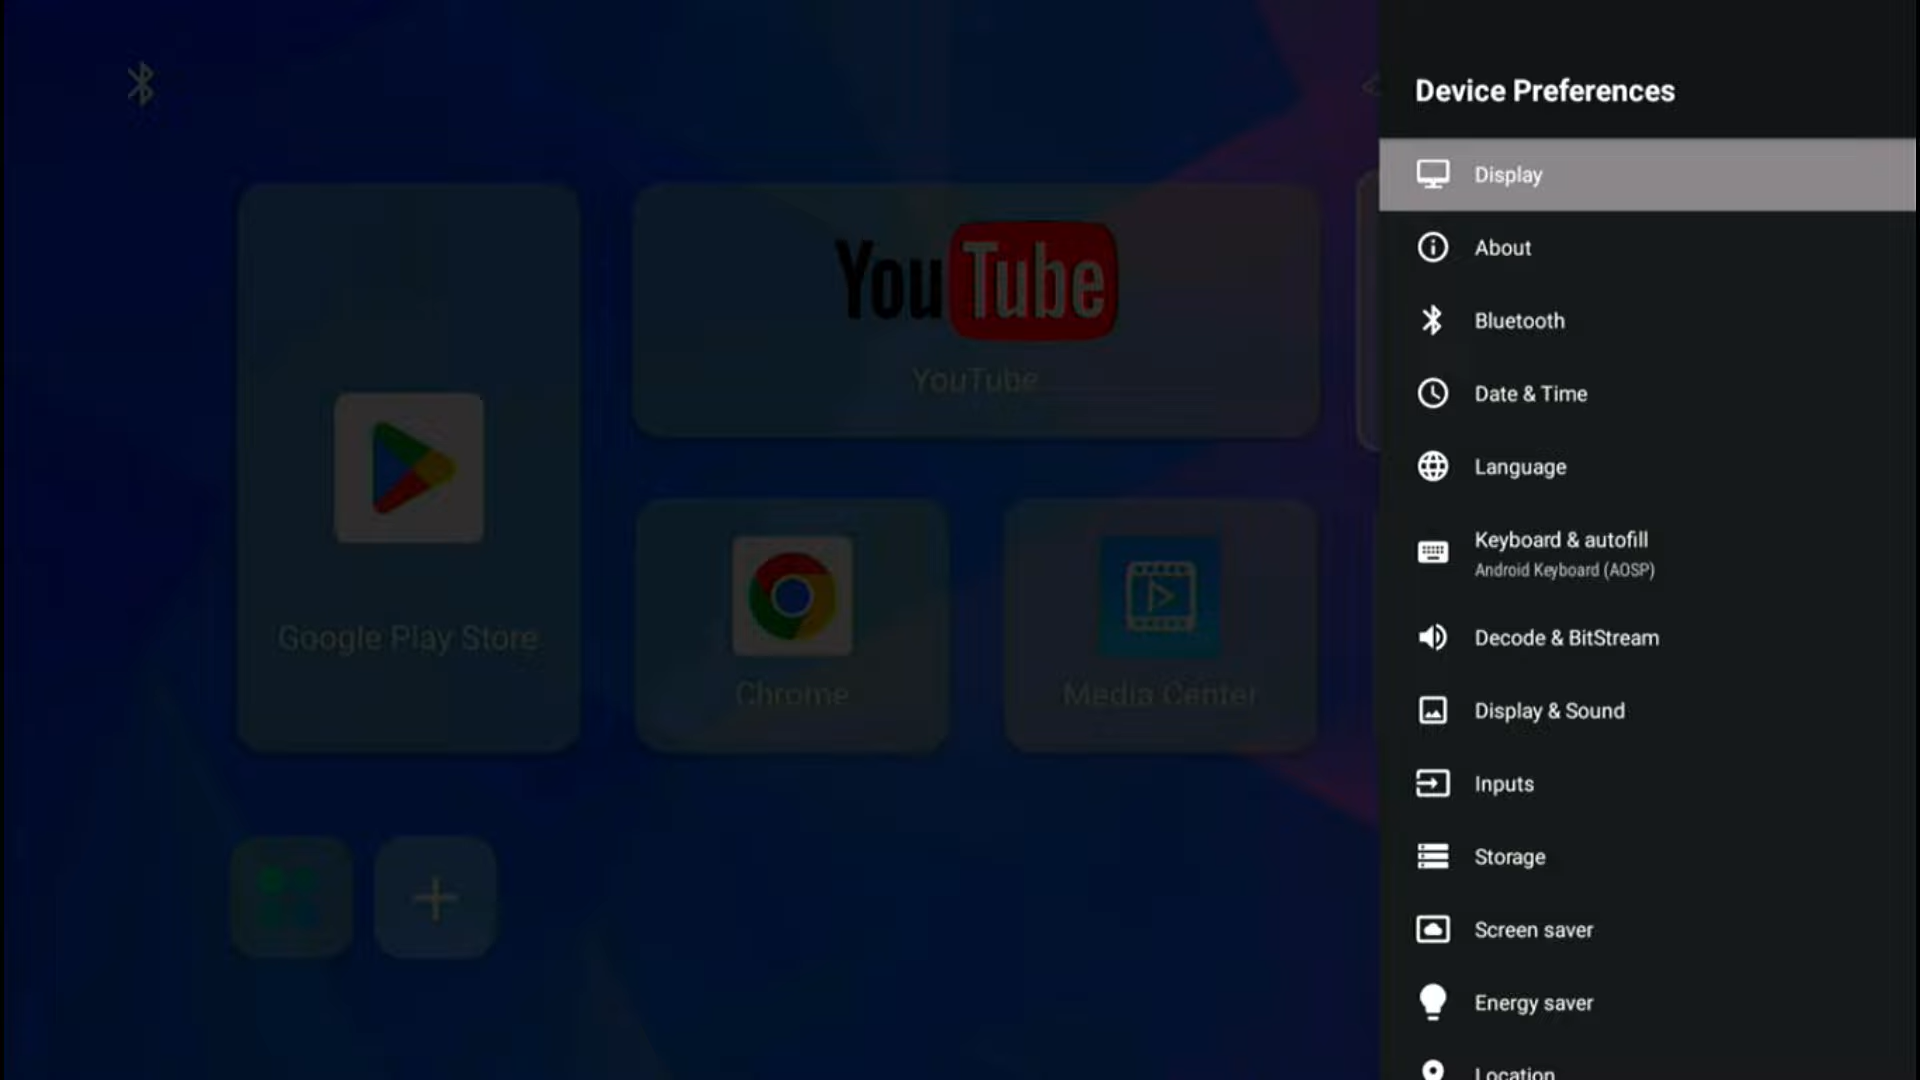 Device Preferences
Display
About
Bluetooth
Date & Time
Language
Keyboard & autofill
Android Keyboard (AOSP)
Decode & BitStream
Display & Sound
Inputs
Storage
Screen saver
Energy saver
Location
YouTube
YouTube
Google Play Store
Chrome
Media Center